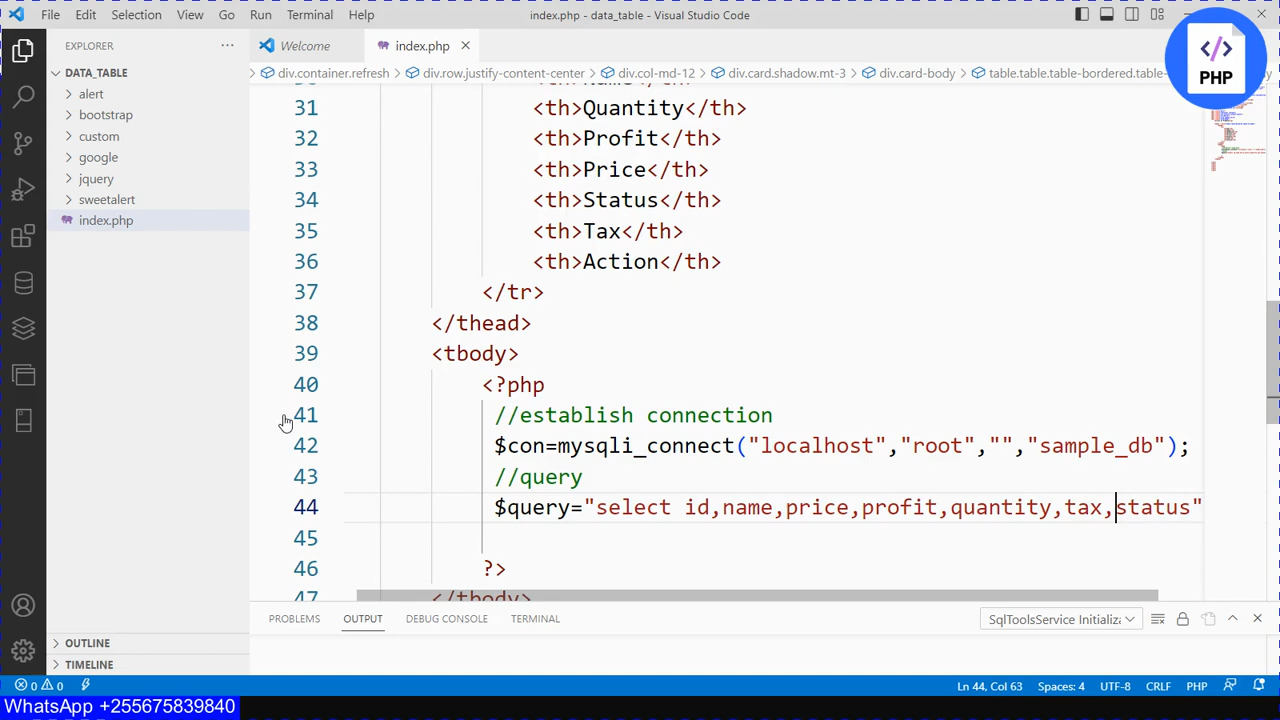 File Edit Selection View Go Run Terminal Help
index.php - data_table - Visual Studio Code
</>
PHP
EXPLORER
DATA_TABLE
alert
bootstrap
custom
google
jquery
sweetalert
index.php
OUTLINE
TIMELINE
Welcome index.php
div.container.refresh div.row.justify-content-center div.col-md-12 div.card.shadow.mt-3 div.card-body table.table.table-bordered.table-
31 <th>Quantity</th>
32 <th>Profit</th>
33 <th>Price</th>
34 <th>Status</th>
35 <th>Tax</th>
36 <th>Action</th>
37 </tr>
38 </thead>
39 <tbody>
40 <?php
41 //establish connection
42 $con=mysqli_connect("localhost","root","","sample_db");
43 //query
44 $query="select id,name,price,profit,quantity,tax,status"
45
46 ?>
47 </tbody>
PROBLEMS OUTPUT DEBUG CONSOLE TERMINAL
SqlToolsService Initializa
0 0
Ln 44, Col 63 Spaces: 4 UTF-8 CRLF PHP
WhatsApp +255675839840